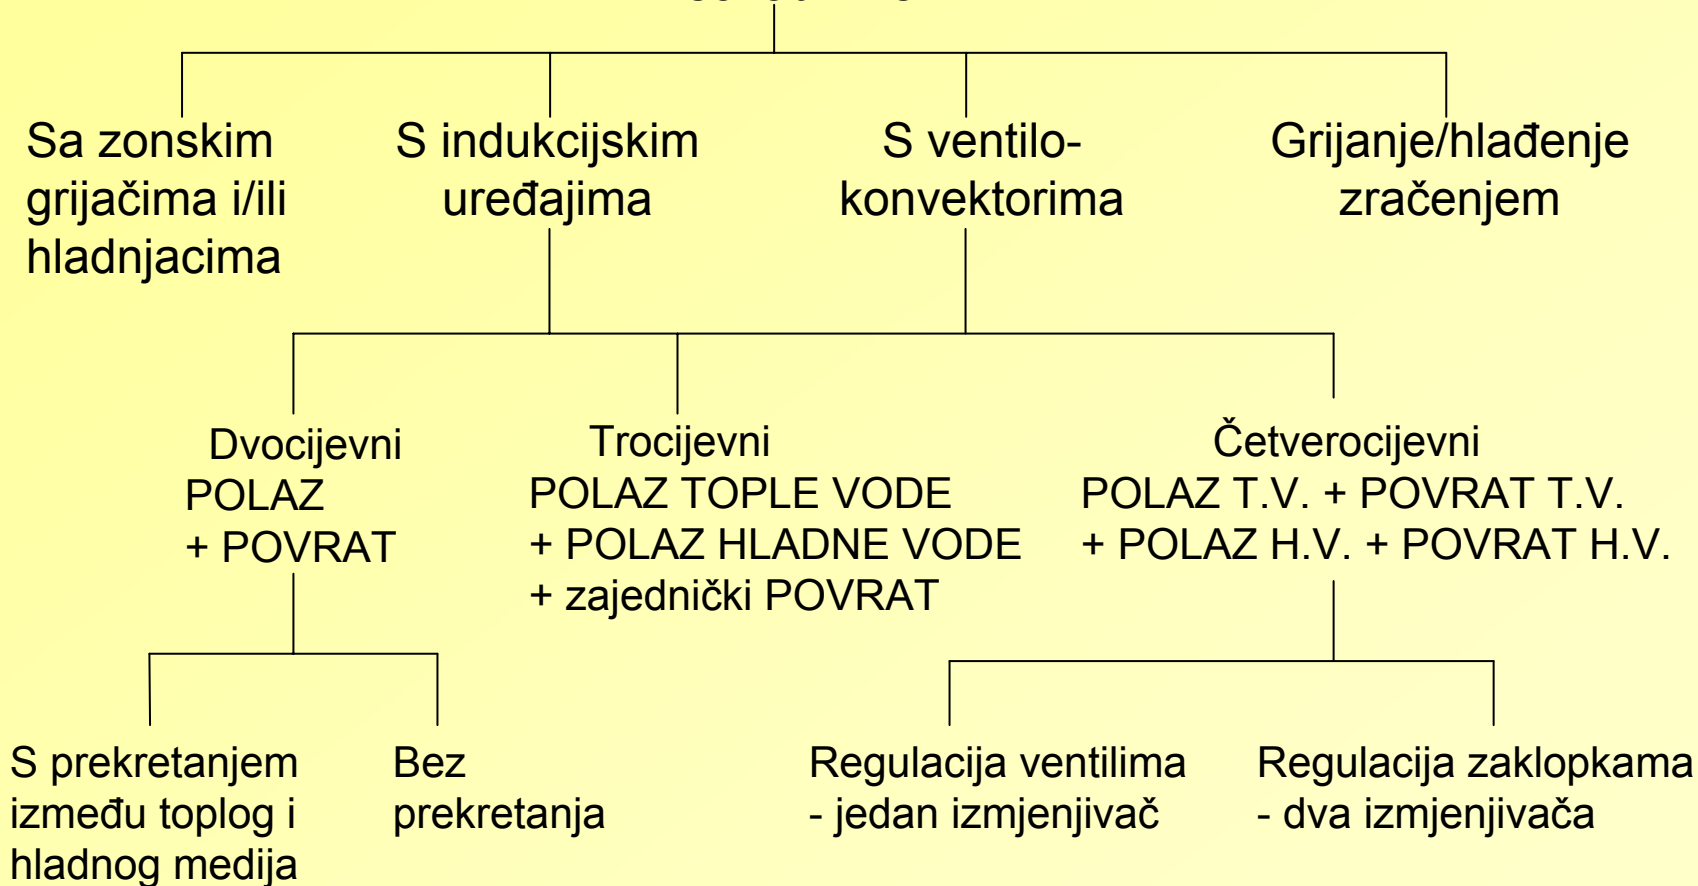 Sa zonskim
grijačima i/ili
hladnjacima
S indukcijskim
uređajima
S ventilo-
konvektorima
Grijanje/hlađenje
zračenjem
Dvocijevni
POLAZ
+ POVRAT
Trocijevni
POLAZ TOPLE VODE
+ POLAZ HLADNE VODE
+ zajednički POVRAT
Četverocijevni
POLAZ T.V. + POVRAT T.V.
+ POLAZ H.V. + POVRAT H.V.
S prekretanjem
između toplog i
hladnog medija
Bez
prekretanja
Regulacija ventilima
- jedan izmjenjivač
Regulacija zaklopkama
- dva izmjenjivača